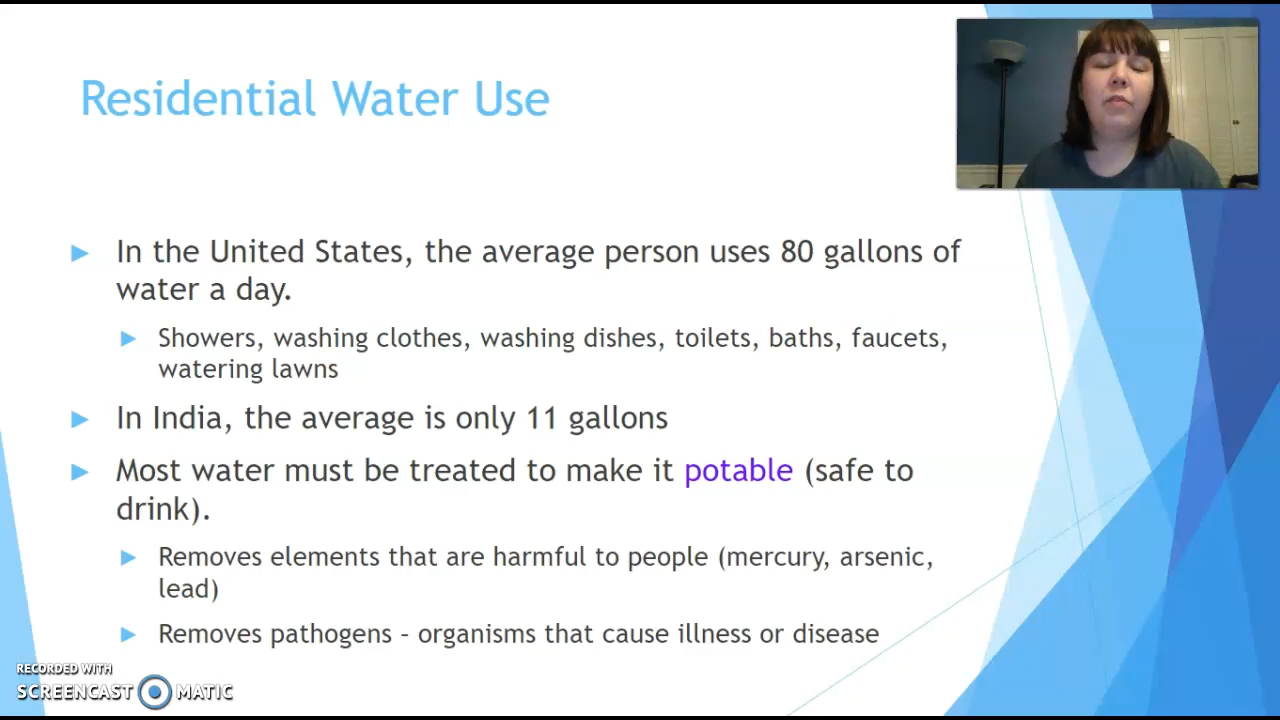 Residential Water Use
In the United States, the average person uses 80 gallons of
water a day.
Showers, washing clothes, washing dishes, toilets, baths, faucets,
watering lawns
In India, the average is only 11 gallons
Most water must be treated to make it potable (safe to
drink).
Removes elements that are harmful to people (mercury, arsenic,
lead)
Removes pathogens – organisms that cause illness or disease
RECORDED WITH
SCREENCAST MATIC